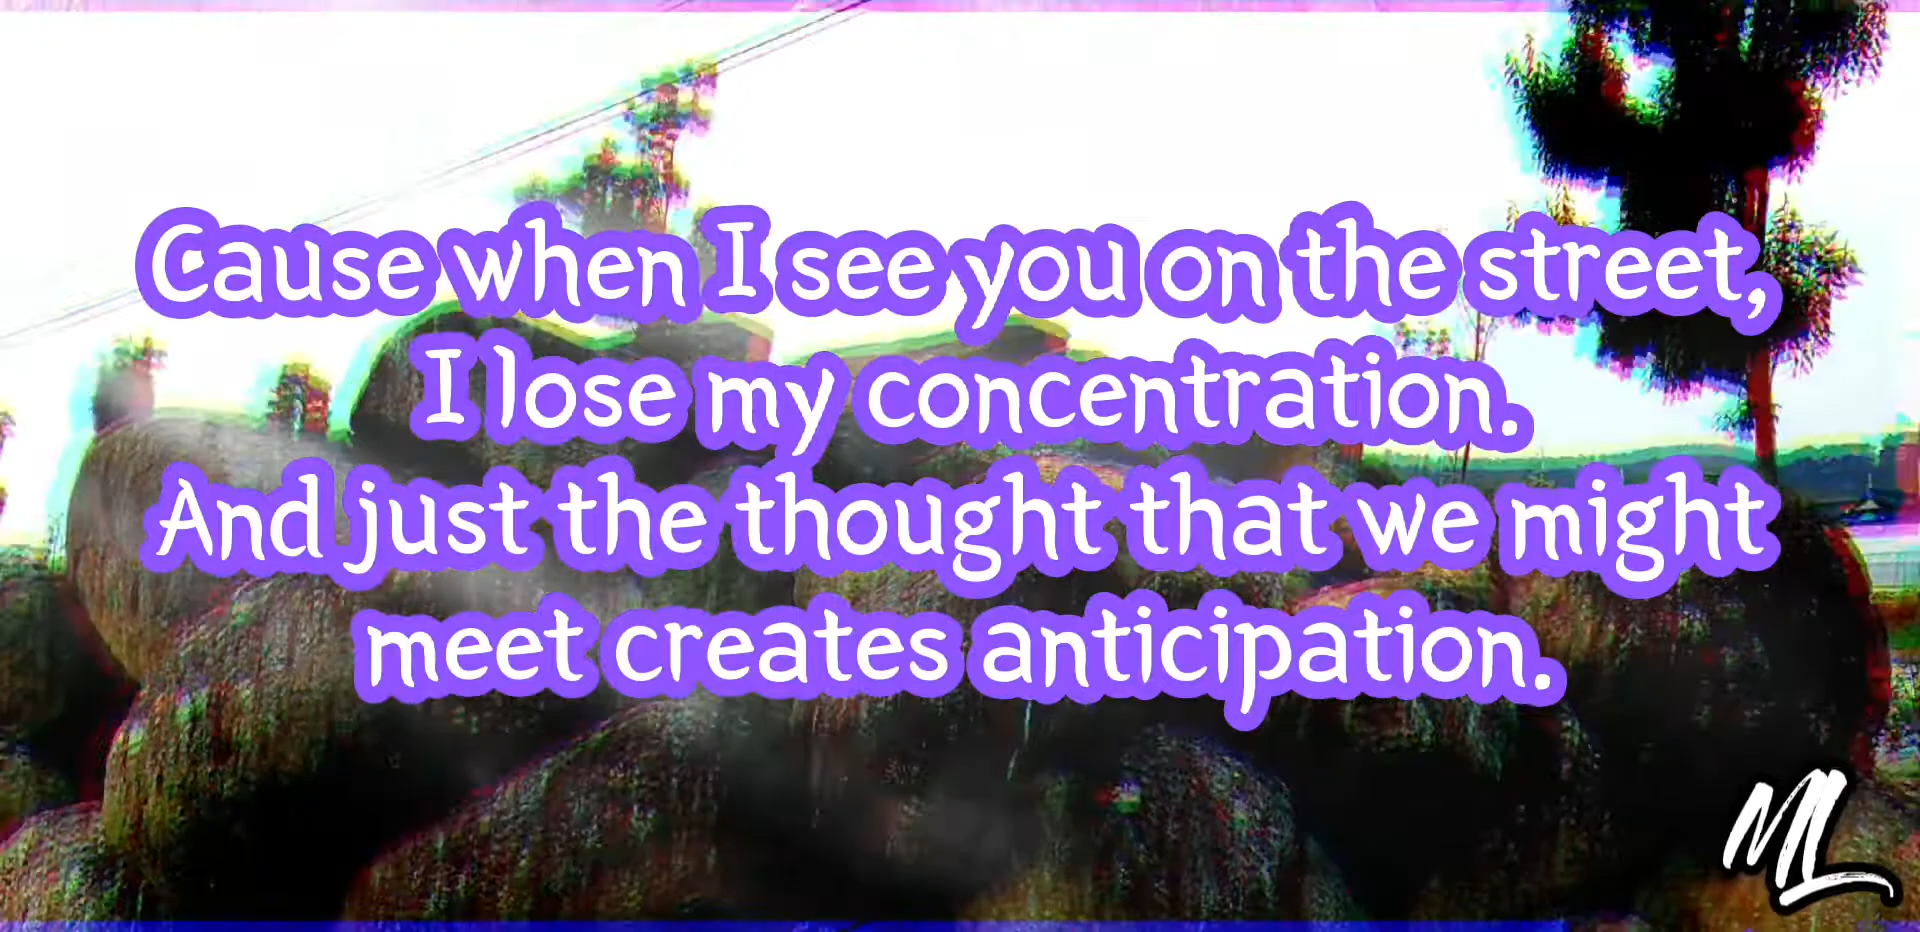 Cause when I see you on the street,
I lose my concentration.
And just the thought that we might
meet creates anticipation.
ML